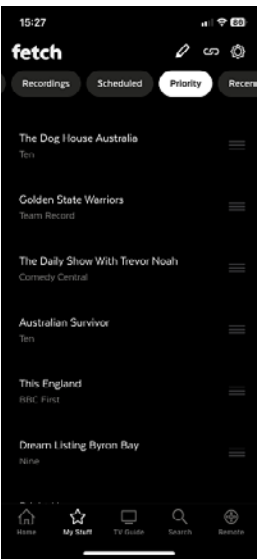 15:27
80
fetch
Recordings
Scheduled
Priority
The Dog House Australia
Ten
Golden State Warriors
Team Record
The Daily Show With Trevor Noah
Comedy Central
Australian Survivor
Ten
This England
BBC First
Dream Listing Byron Bay
Nine
Home
My Stuff
TV Guide
Search
Remote